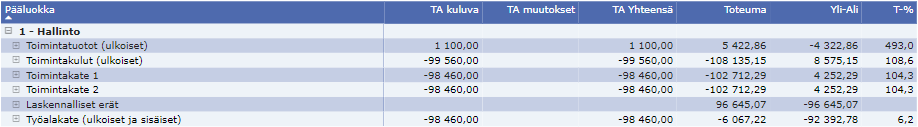 Pääluokka TA kuluva TA muutokset TA Yhteensä Toteuma Yli-Ali T-%
1 - Hallinto
Toimintatuotot (ulkoiset) 1 100,00 1 100,00 5 422,86 -4 322,86 493,0
Toimintakulut (ulkoiset) -99 560,00 -99 560,00 -108 135,15 8 575,15 108,6
Toimintakate 1 -98 460,00 -98 460,00 -102 712,29 4 252,29 104,3
Toimintakate 2 -98 460,00 -98 460,00 -102 712,29 4 252,29 104,3
Laskennalliset erät 96 645,07 -96 645,07
Työalakate (ulkoiset ja sisäiset) -98 460,00 -98 460,00 -6 067,22 -92 392,78 6,2